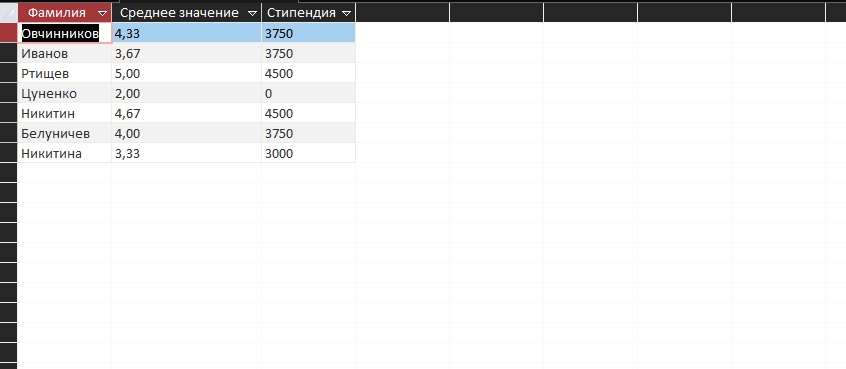 Фамилия Среднее значение Стипендия
Овчинников 4,33 3750
Иванов 3,67 3750
Ртищев 5,00 4500
Цуненко 2,00 0
Никитин 4,67 4500
Белуничев 4,00 3750
Никитина 3,33 3000